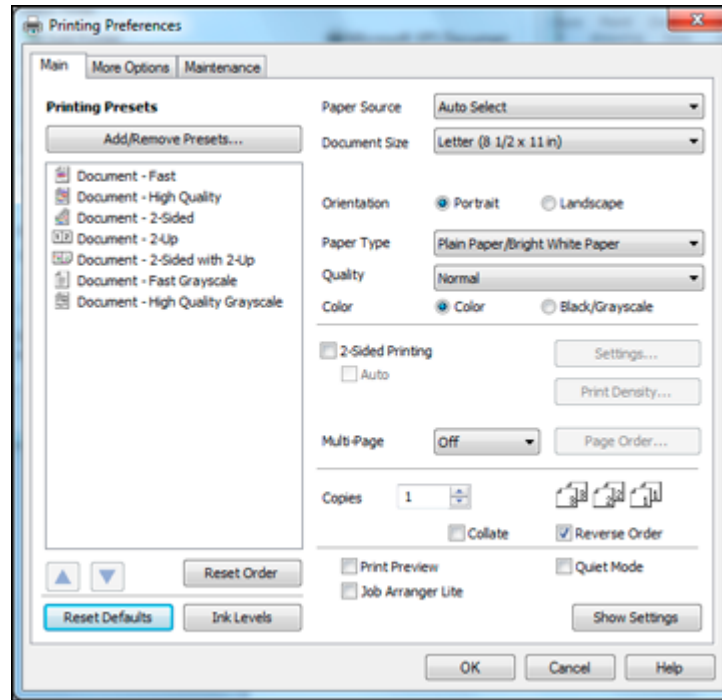 Printing Preferences
Main More Options Maintenance
Printing Presets
Add/Remove Presets...
Document - Fast
Document - High Quality
Document - 2-Sided
Document - 2-Up
Document - 2-Sided with 2-Up
Document - Fast Grayscale
Document - High Quality Grayscale
Reset Order
Reset Defaults Ink Levels
Paper Source Auto Select
Document Size Letter (8 1/2 x 11 in)
Orientation Portrait Landscape
Paper Type Plain Paper/Bright White Paper
Quality Normal
Color Color Black/Grayscale
2-Sided Printing Settings...
Auto
Print Density...
Multi-Page Off Page Order...
Copies 1
Collate Reverse Order
Print Preview Quiet Mode
Job Arranger Lite
Show Settings
OK Cancel Help